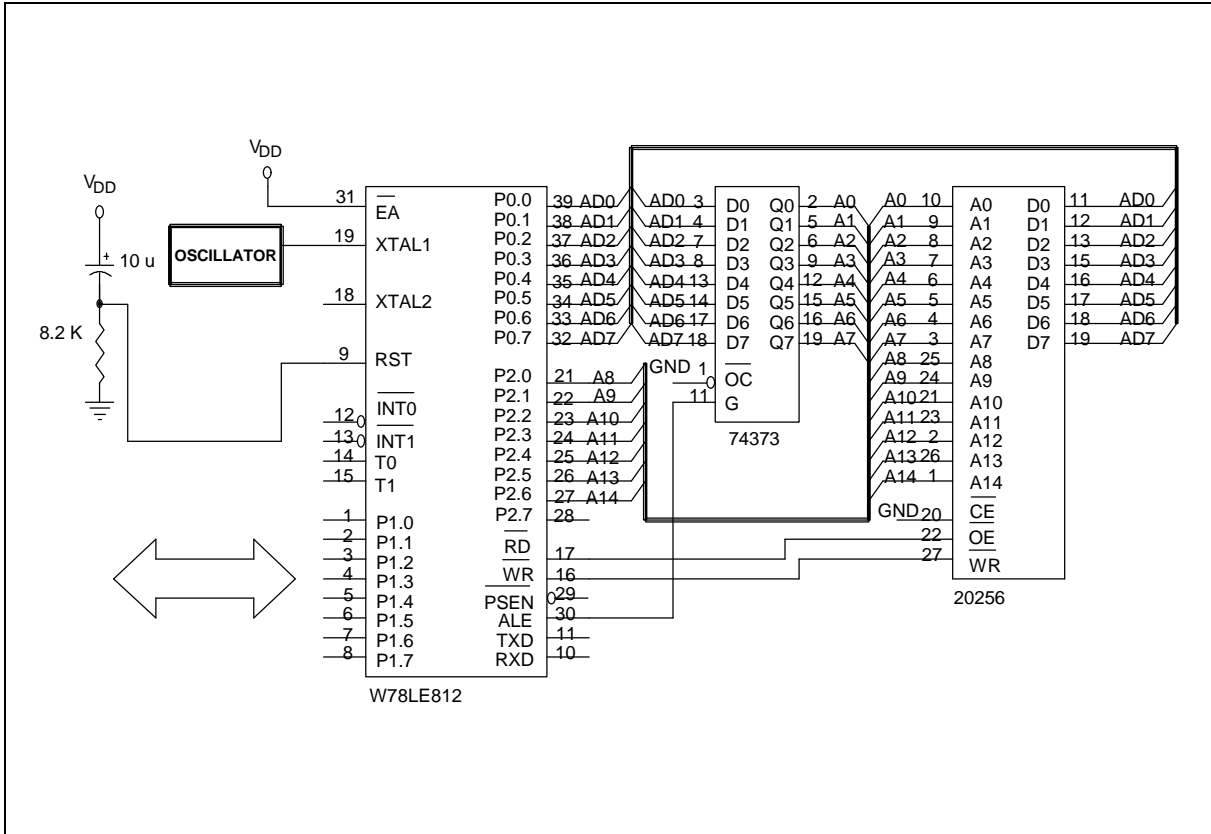 VDD
VDD
10 u
8.2 K
OSCILLATOR
31 EA
19 XTAL1
18 XTAL2
9 RST
12 INT0
13 INT1
14 T0
15 T1
1 P1.0
2 P1.1
3 P1.2
4 P1.3
5 P1.4
6 P1.5
7 P1.6
8 P1.7
P0.0 39 AD0
P0.1 38 AD1
P0.2 37 AD2
P0.3 36 AD3
P0.4 35 AD4
P0.5 34 AD5
P0.6 33 AD6
P0.7 32 AD7
P2.0 21 A8
P2.1 22 A9
P2.2 23 A10
P2.3 24 A11
P2.4 25 A12
P2.5 26 A13
P2.6 27 A14
P2.7 28
RD 17
WR 16
PSEN 29
ALE 30
TXD 11
RXD 10
W78LE812
AD0 3 D0 Q0 2 A0
AD1 4 D1 Q1 5 A1
AD2 7 D2 Q2 6 A2
AD3 8 D3 Q3 9 A3
AD4 13 D4 Q4 12 A4
AD5 14 D5 Q5 15 A5
AD6 17 D6 Q6 16 A6
AD7 18 D7 Q7 19 A7
GND 1 OC
11 G
74373
A0 10 A0 D0 11 AD0
A1 9 A1 D1 12 AD1
A2 8 A2 D2 13 AD2
A3 7 A3 D3 15 AD3
A4 6 A4 D4 16 AD4
A5 5 A5 D5 17 AD5
A6 4 A6 D6 18 AD6
A7 3 A7 D7 19 AD7
A8 25 A8
A9 24 A9
A10 21 A10
A11 23 A11
A12 2 A12
A13 26 A13
A14 1 A14
GND 20 CE
22 OE
27 WR
20256